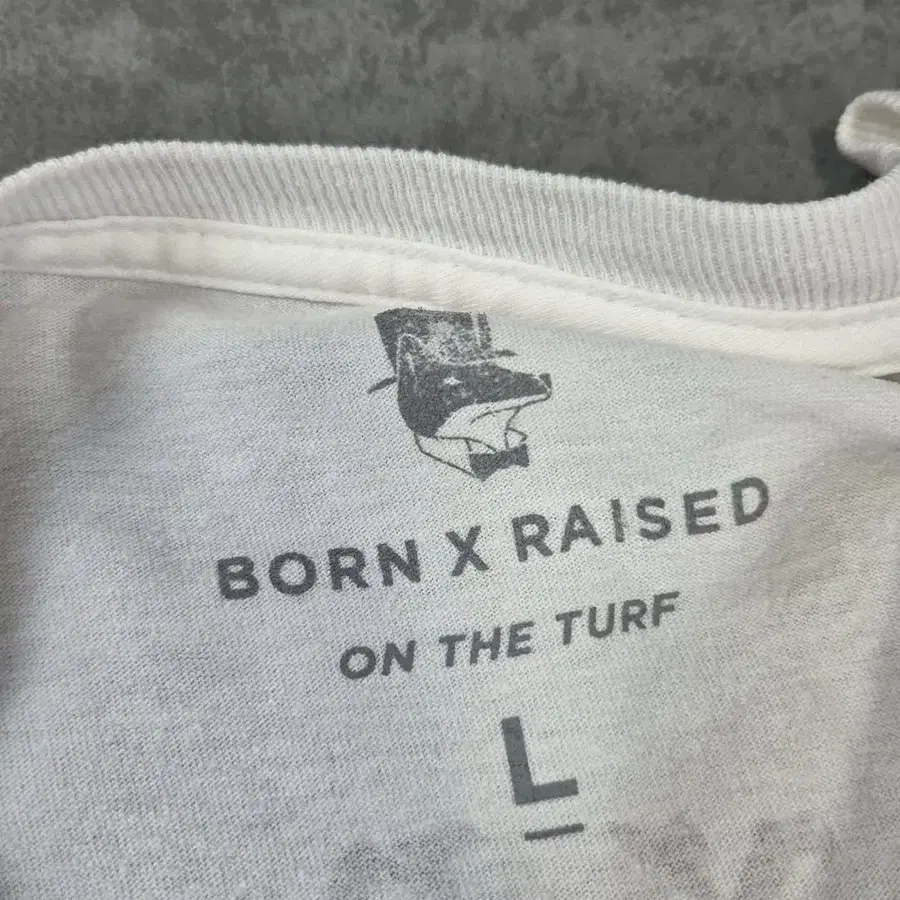 BORN X RAISED
ON THE TURF
L